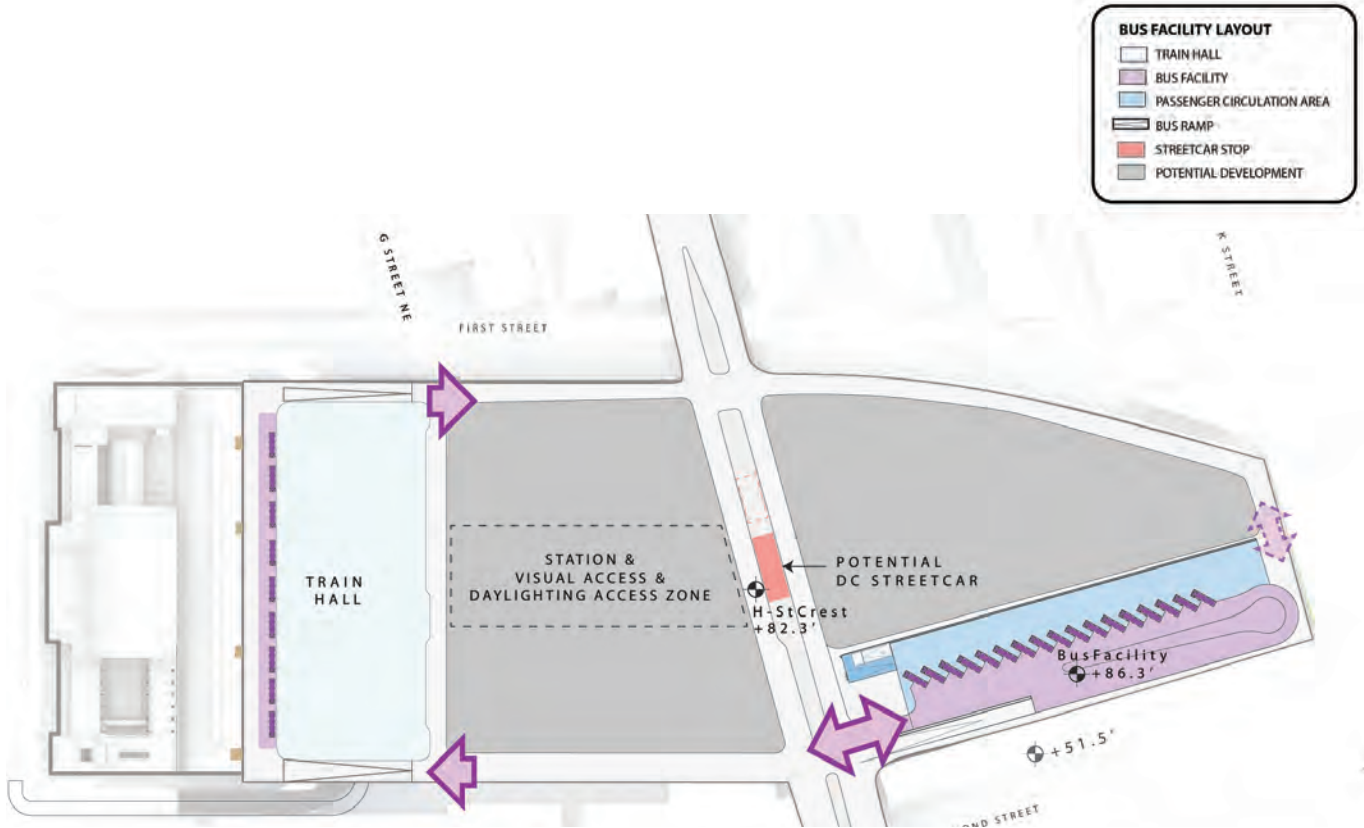 BUS FACILITY LAYOUT
TRAIN HALL
BUS FACILITY
PASSENGER CIRCULATION AREA
BUS RAMP
STREETCAR STOP
POTENTIAL DEVELOPMENT
G STREET NE
FIRST STREET
K STREET
TRAIN
HALL
STATION &
VISUAL ACCESS &
DAYLIGHTING ACCESS ZONE
POTENTIAL
DC STREETCAR
H-StCrest
+82.3'
BusFacility
+86.3'
+51.5'
OND STREET